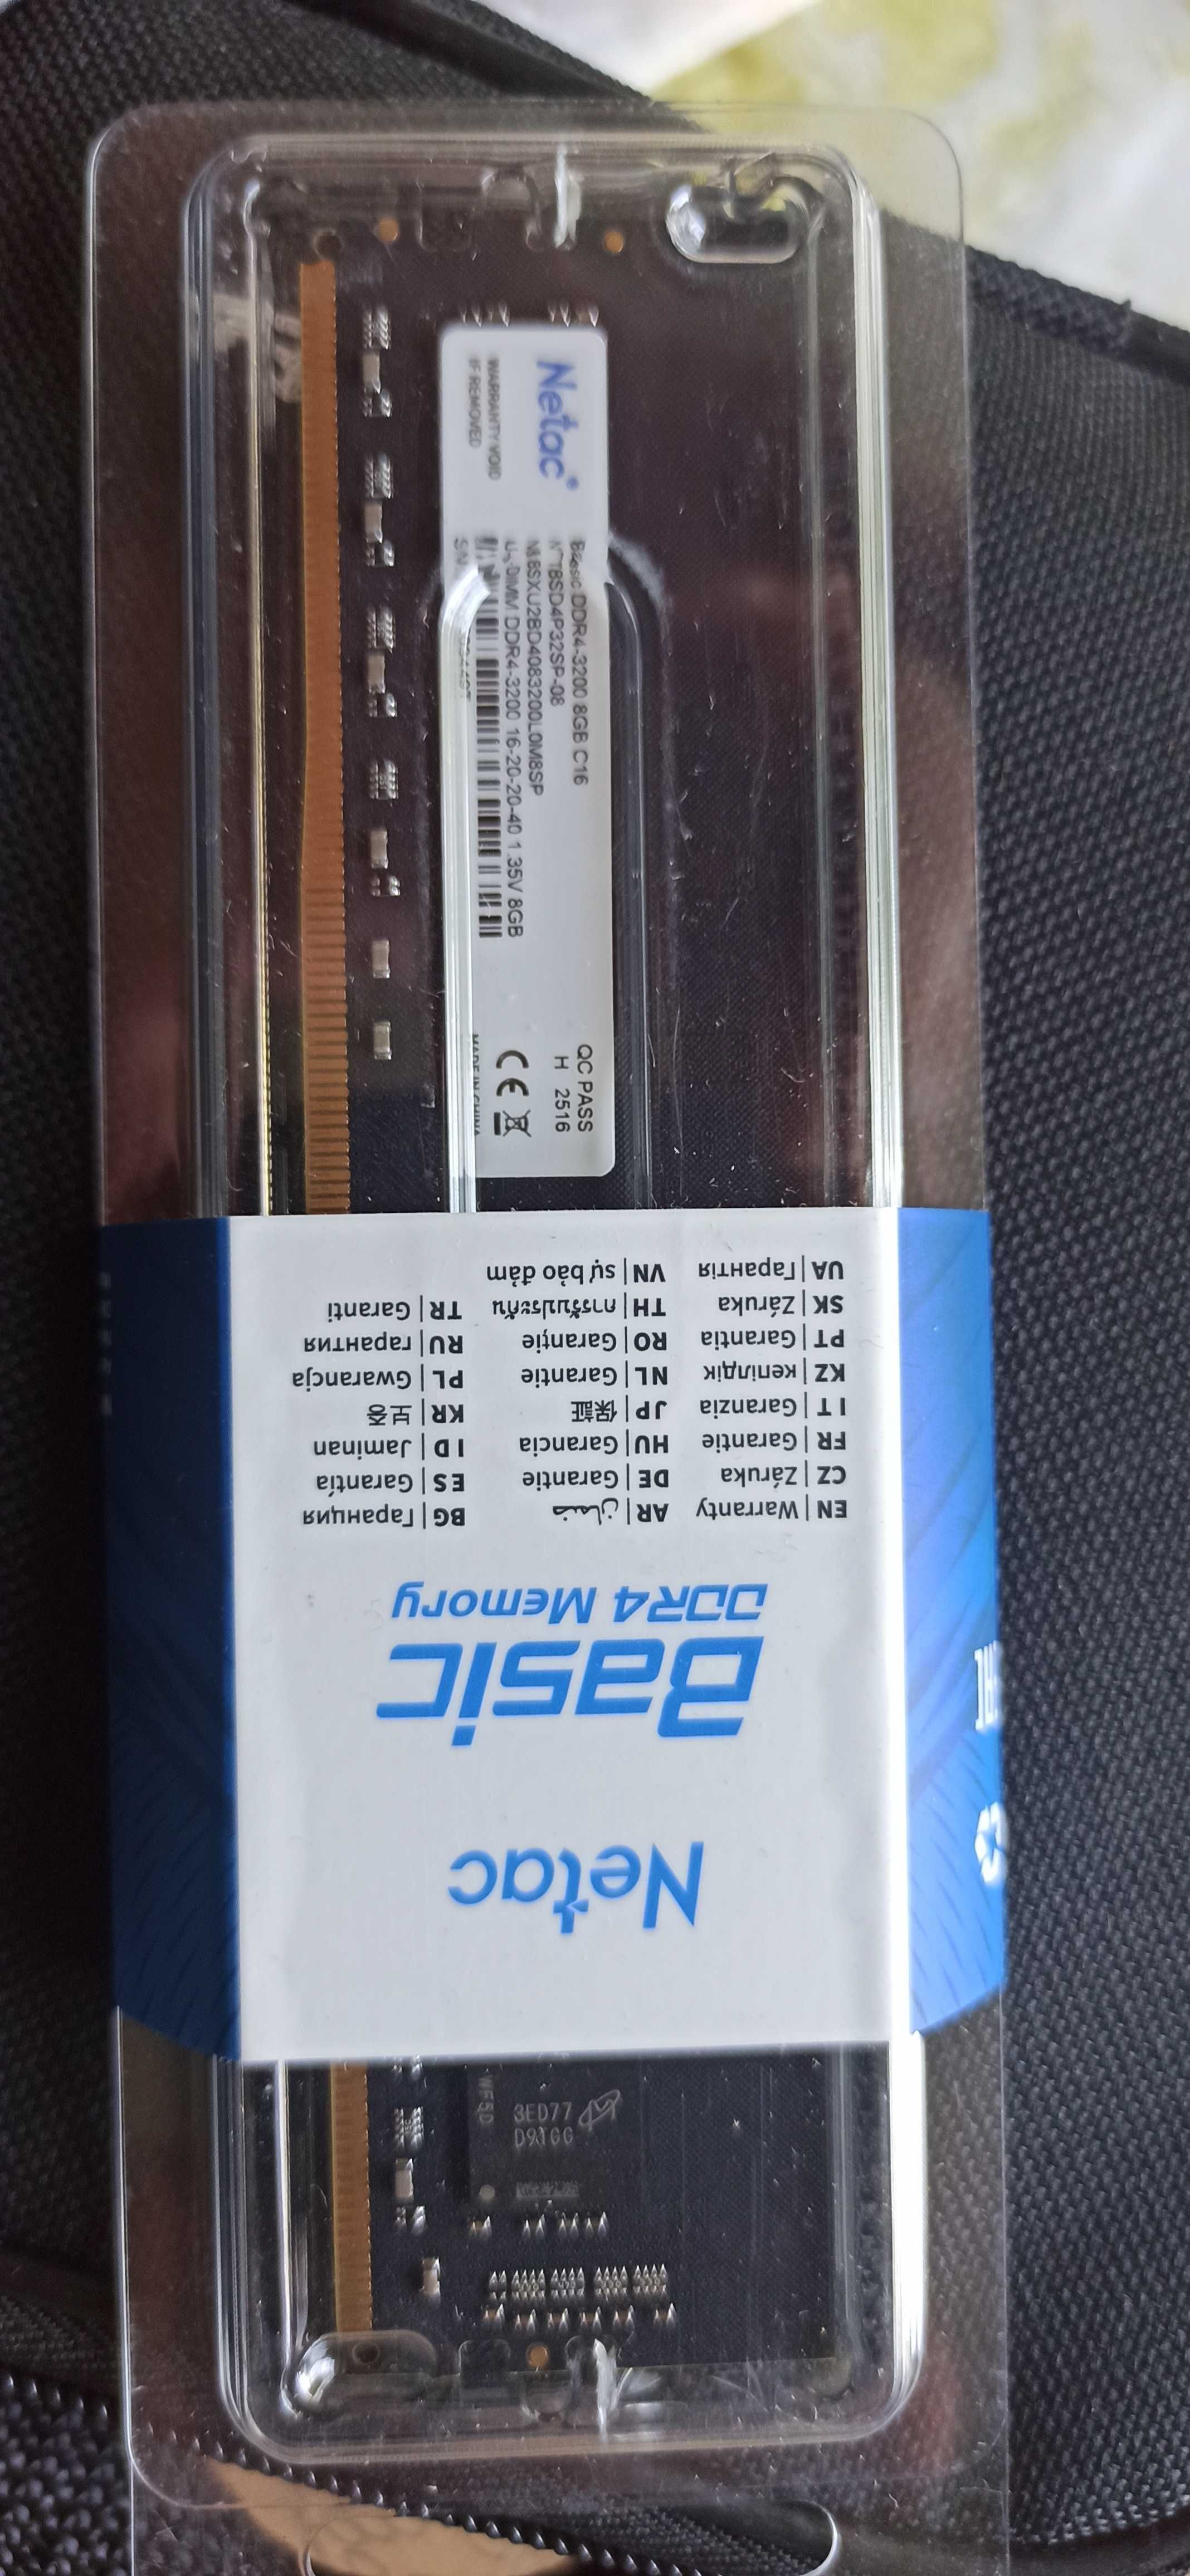 Netac®
WARRANTY VOID
IF REMOVED
Basic DDR4-3200 8GB C16
NTBSD4P32SP-08
DDR4-3200 16-20-20-40 1.35V 8GB
S/N
QC PASS
H 2516
CE
MADE IN CHINA
Netac
Basic
DDR4 Memory
EN | Warranty AR | ضمان BG | Гаранция
CZ | Záruka DE | Garantie ES | Garantía
FR | Garantie HU | Garancia ID | Jaminan
IT | Garanzia JP | 保証 KR | 보증
KZ | кепілдік NL | Garantie PL | Gwarancja
PT | Garantia RO | Garanție RU | гарантия
SK | Záruka TH | การรับประกัน TR | Garanti
UA | Гарантія VN | sự bảo đảm
3ED77